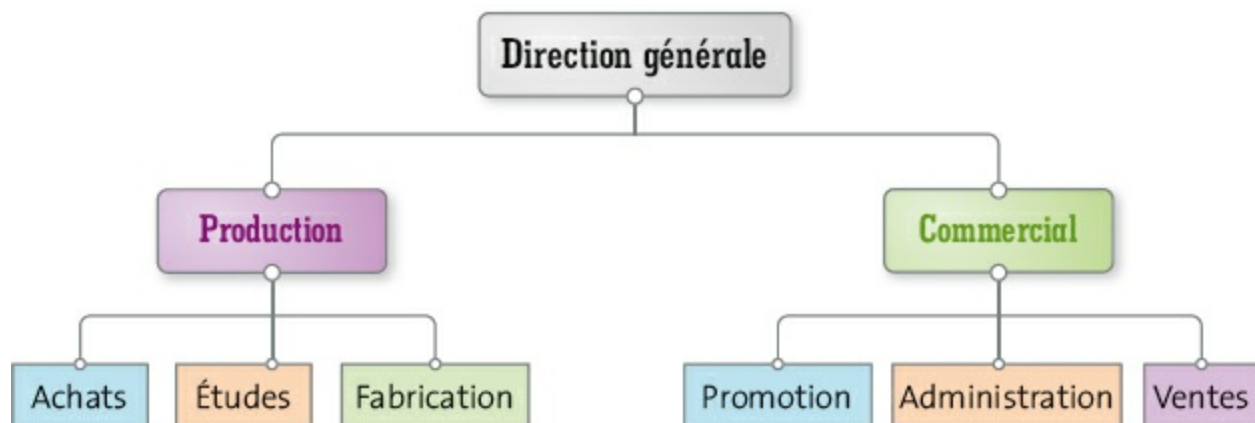 Direction générale
Production
Commercial
Achats
Études
Fabrication
Promotion
Administration
Ventes